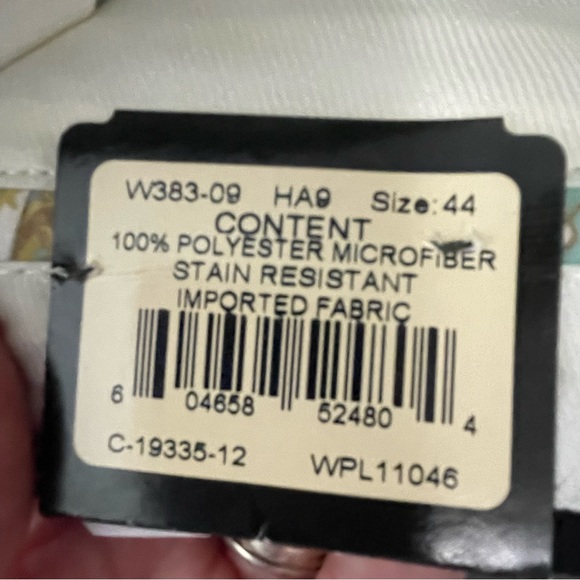 W383-09 HA9 Size: 44
CONTENT
100% POLYESTER MICROFIBER
STAIN RESISTANT
IMPORTED FABRIC
6 04658 52480 4
C-19335-12 WPL11046